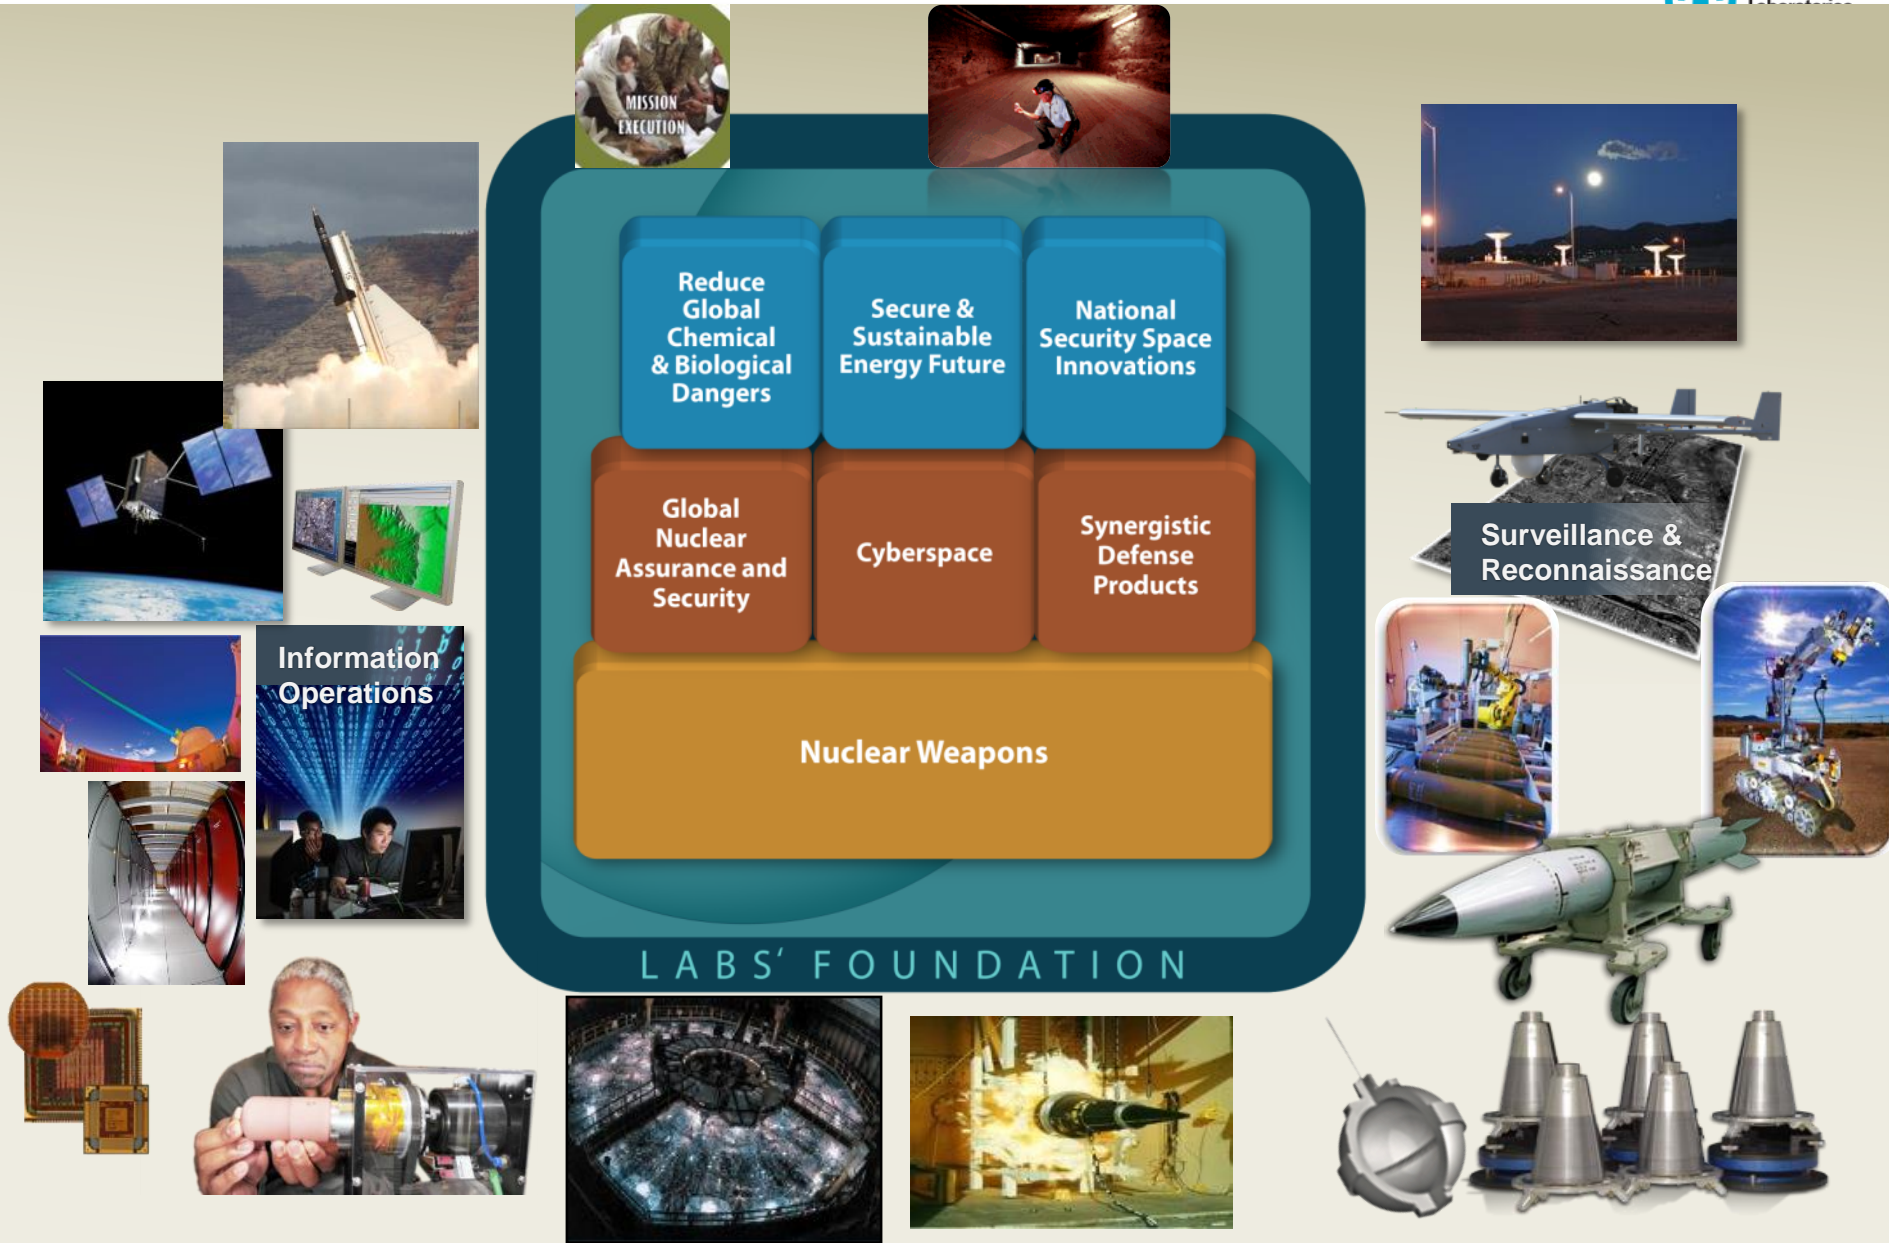 Laboratories
MISSION
EXECUTION
Reduce
Global
Chemical
& Biological
Dangers
Secure &
Sustainable
Energy Future
National
Security Space
Innovations
Global
Nuclear
Assurance and
Security
Cyberspace
Synergistic
Defense
Products
Surveillance &
Reconnaissance
Information
Operations
Nuclear Weapons
LABS' FOUNDATION